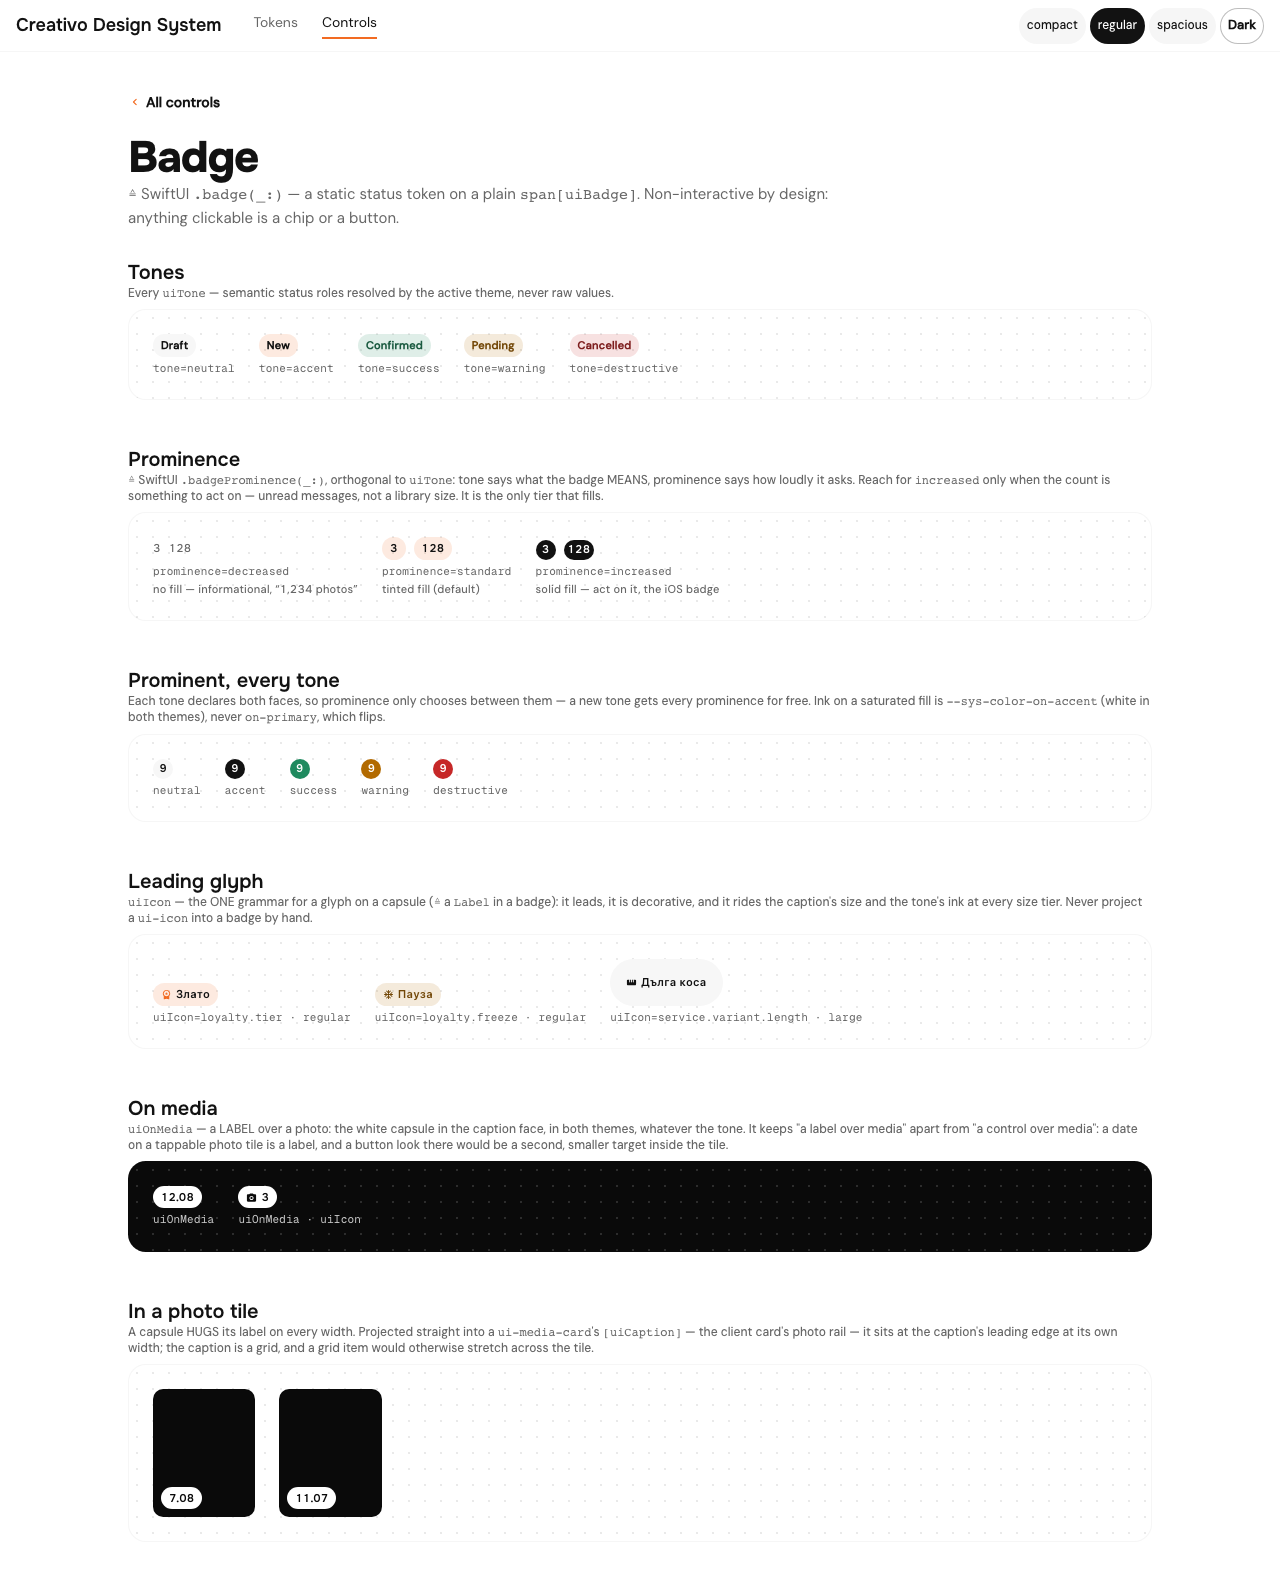 Creativo Design System Tokens Controls compact regular spacious Dark
‹ All controls
Badge
≙ SwiftUI .badge(_:) — a static status token on a plain span[uiBadge]. Non-interactive by design:
anything clickable is a chip or a button.
Tones
Every uiTone — semantic status roles resolved by the active theme, never raw values.
Draft New Confirmed Pending Cancelled
tone=neutral tone=accent tone=success tone=warning tone=destructive
Prominence
≙ SwiftUI .badgeProminence(_:), orthogonal to uiTone: tone says what the badge MEANS, prominence says how loudly it asks. Reach for increased only when the count is
something to act on — unread messages, not a library size. It is the only tier that fills.
3 128 3 128 3 128
prominence=decreased prominence=standard prominence=increased
no fill — informational, “1,234 photos” tinted fill (default) solid fill — act on it, the iOS badge
Prominent, every tone
Each tone declares both faces, so prominence only chooses between them — a new tone gets every prominence for free. Ink on a saturated fill is --sys-color-on-accent (white in
both themes), never on-primary, which flips.
9 9 9 9 9
neutral accent success warning destructive
Leading glyph
uiIcon — the ONE grammar for a glyph on a capsule (≙ a Label in a badge): it leads, it is decorative, and it rides the caption's size and the tone's ink at every size tier. Never project
a ui-icon into a badge by hand.
Злато Пауза Дълга коса
uiIcon=loyalty.tier · regular uiIcon=loyalty.freeze · regular uiIcon=service.variant.length · large
On media
uiOnMedia — a LABEL over a photo: the white capsule in the caption face, in both themes, whatever the tone. It keeps "a label over media" apart from "a control over media": a date
on a tappable photo tile is a label, and a button look there would be a second, smaller target inside the tile.
12.08 3
uiOnMedia uiOnMedia · uiIcon
In a photo tile
A capsule HUGS its label on every width. Projected straight into a ui-media-card's [uiCaption] — the client card's photo rail — it sits at the caption's leading edge at its own
width; the caption is a grid, and a grid item would otherwise stretch across the tile.
7.08 11.07